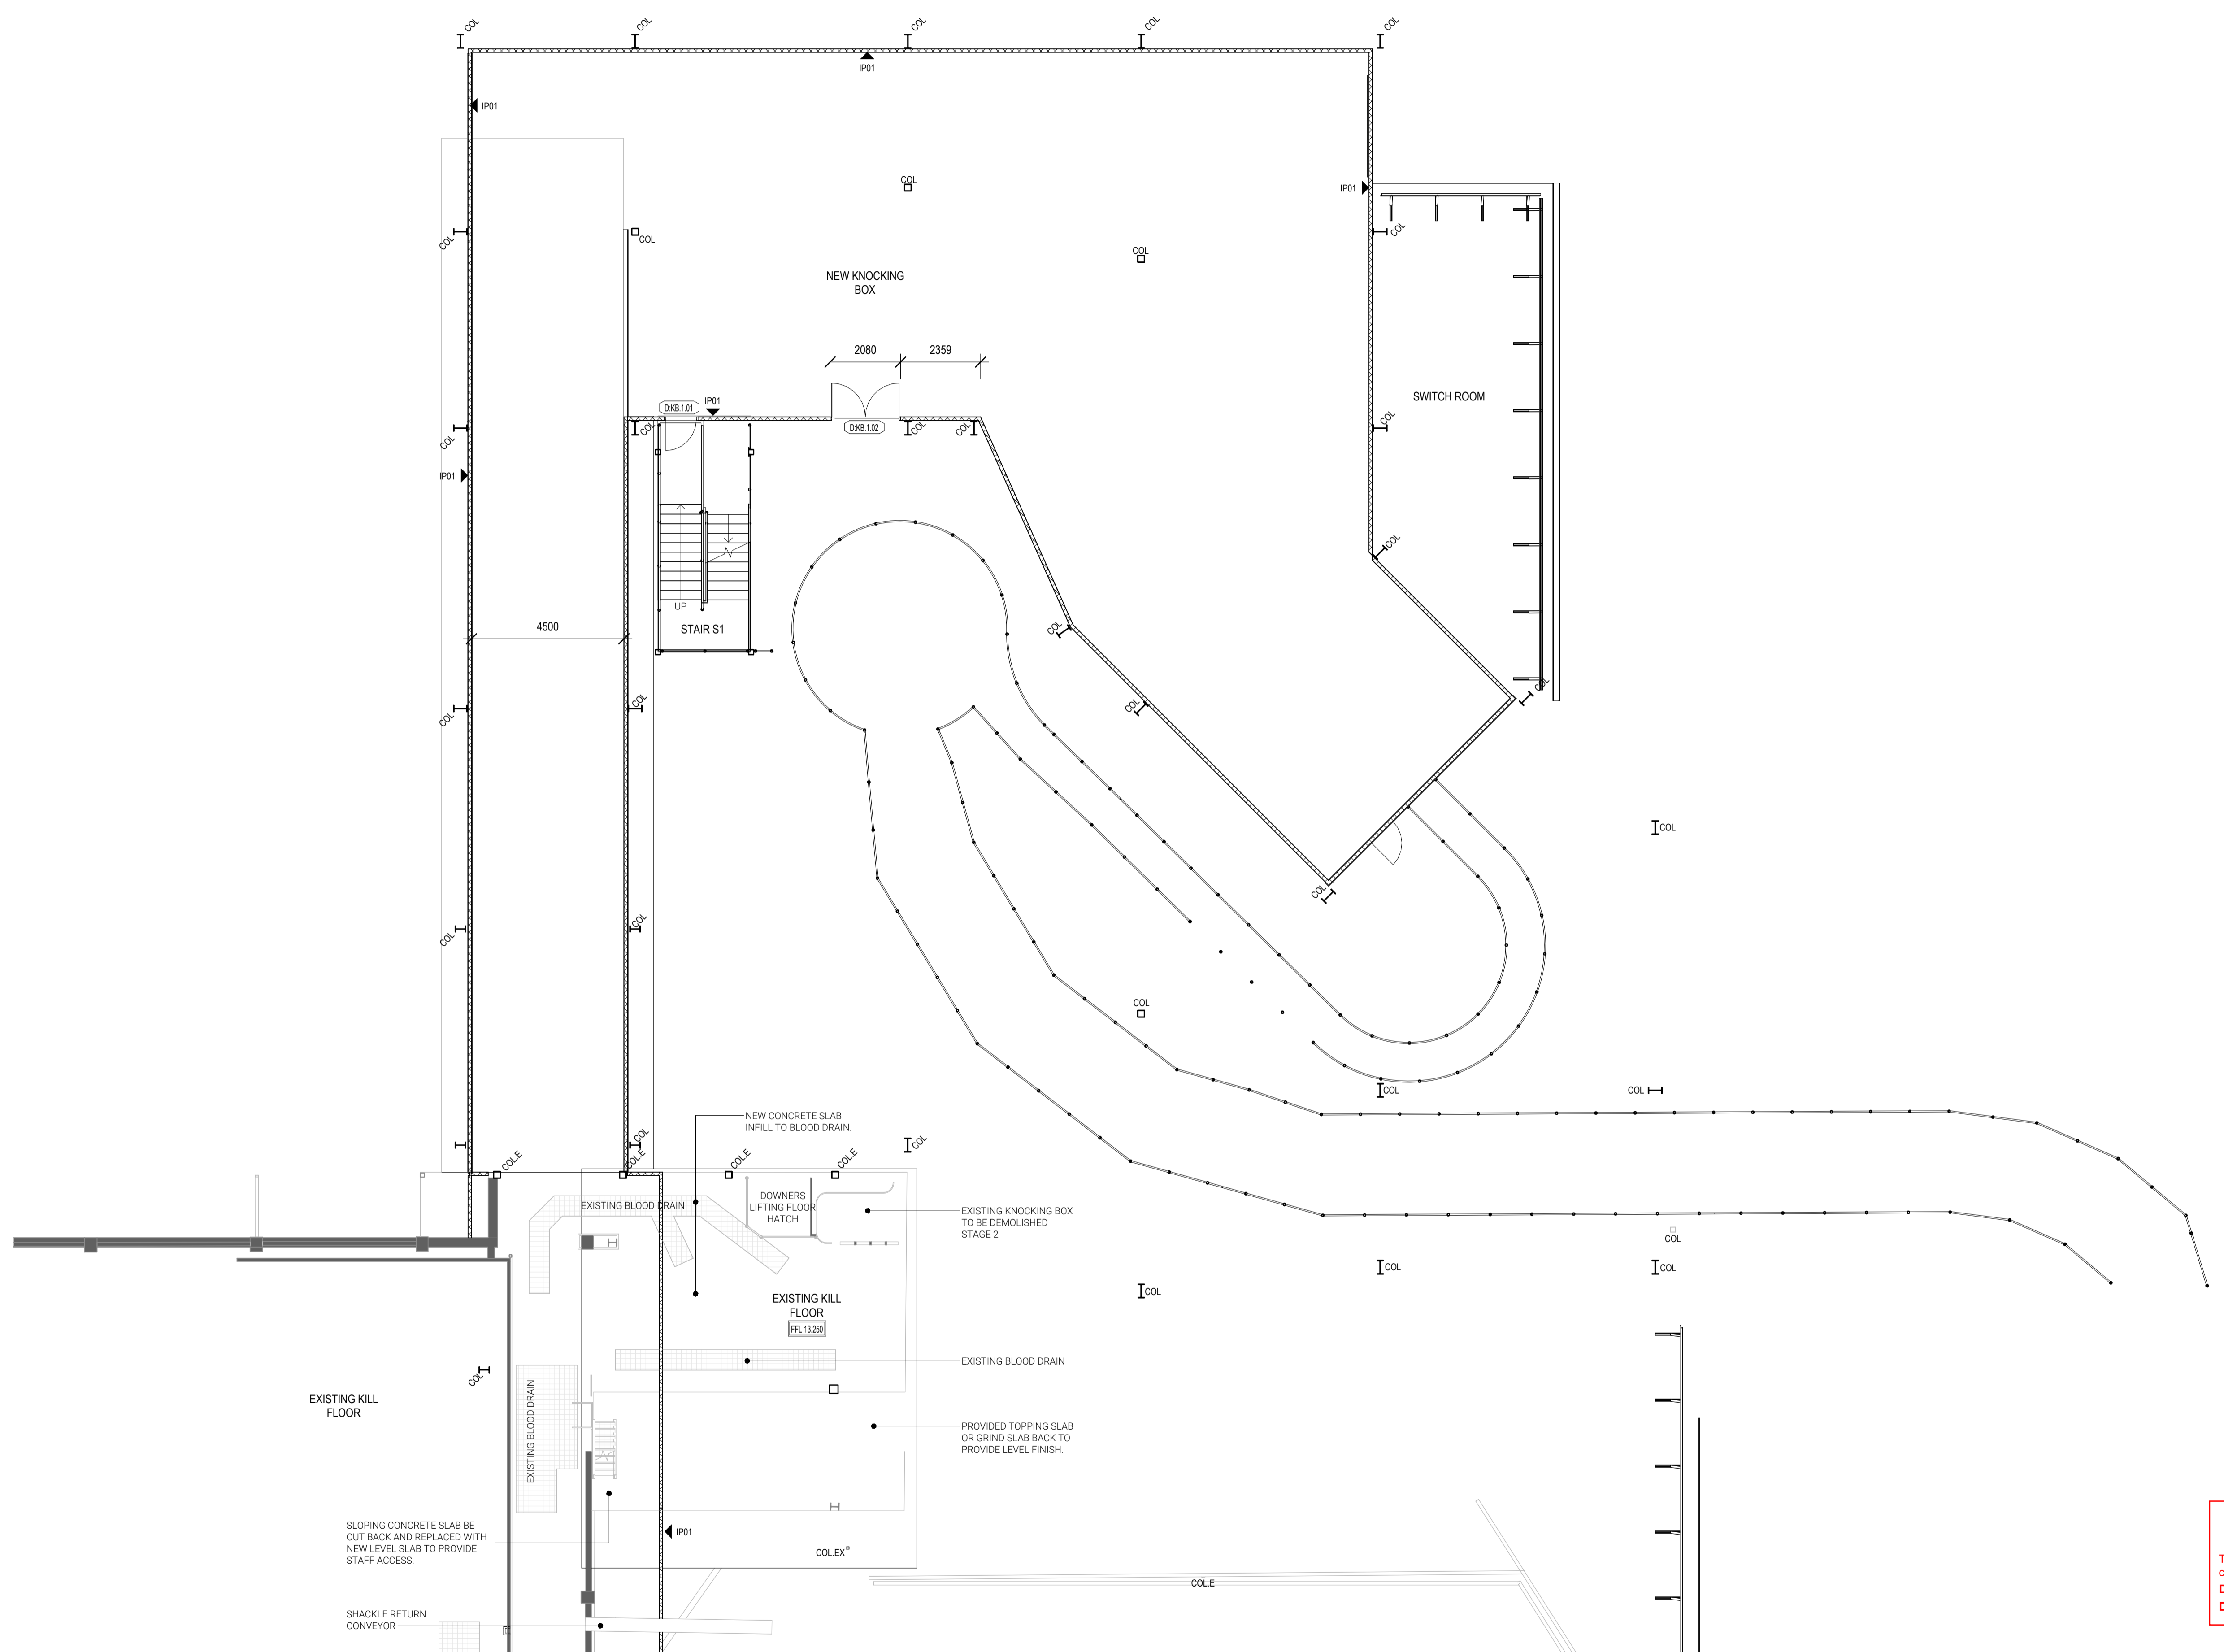 COL
COL
COL
COL
COL
IP01
IP01
COL
IP01
COL
COL
COL
COL
NEW KNOCKING
BOX
2080
2359
SWITCH ROOM
D:KB.1.01
IP01
D:KB.1.02
COL
COL
COL
COL
COL
COL
IP01
UP
STAIR S1
4500
COL
COL
COL
COL
COL
COL
COL
COL
COL
COL
COL
COL
COL
COL
NEW CONCRETE SLAB
INFILL TO BLOOD DRAIN.
COL
COL
COL.E
COL.E
COL.E
COL.E
EXISTING BLOOD DRAIN
DOWNERS
LIFTING FLOOR
HATCH
EXISTING KNOCKING BOX
TO BE DEMOLISHED
STAGE 2
COL
COL
COL
COL
EXISTING KILL
FLOOR
FFL 13.250
EXISTING BLOOD DRAIN
COL
EXISTING KILL
FLOOR
EXISTING BLOOD DRAIN
PROVIDED TOPPING SLAB
OR GRIND SLAB BACK TO
PROVIDE LEVEL FINISH.
SLOPING CONCRETE SLAB BE
CUT BACK AND REPLACED WITH
NEW LEVEL SLAB TO PROVIDE
STAFF ACCESS.
IP01
COL.EX
COL.E
SHACKLE RETURN
CONVEYOR